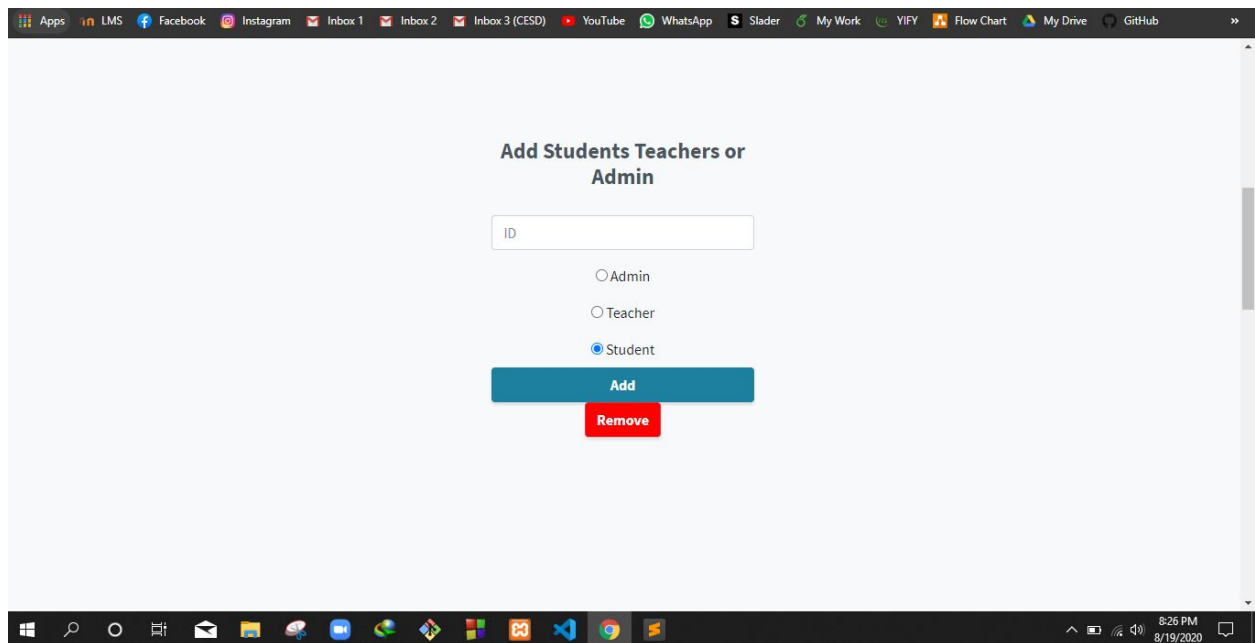 Apps LMS Facebook Instagram Inbox 1 Inbox 2 Inbox 3 (CESD) YouTube WhatsApp S Slader My Work YIFY Flow Chart My Drive GitHub »
Add Students Teachers or
Admin
ID
Admin
Teacher
Student
Add
Remove
8:26 PM
8/19/2020